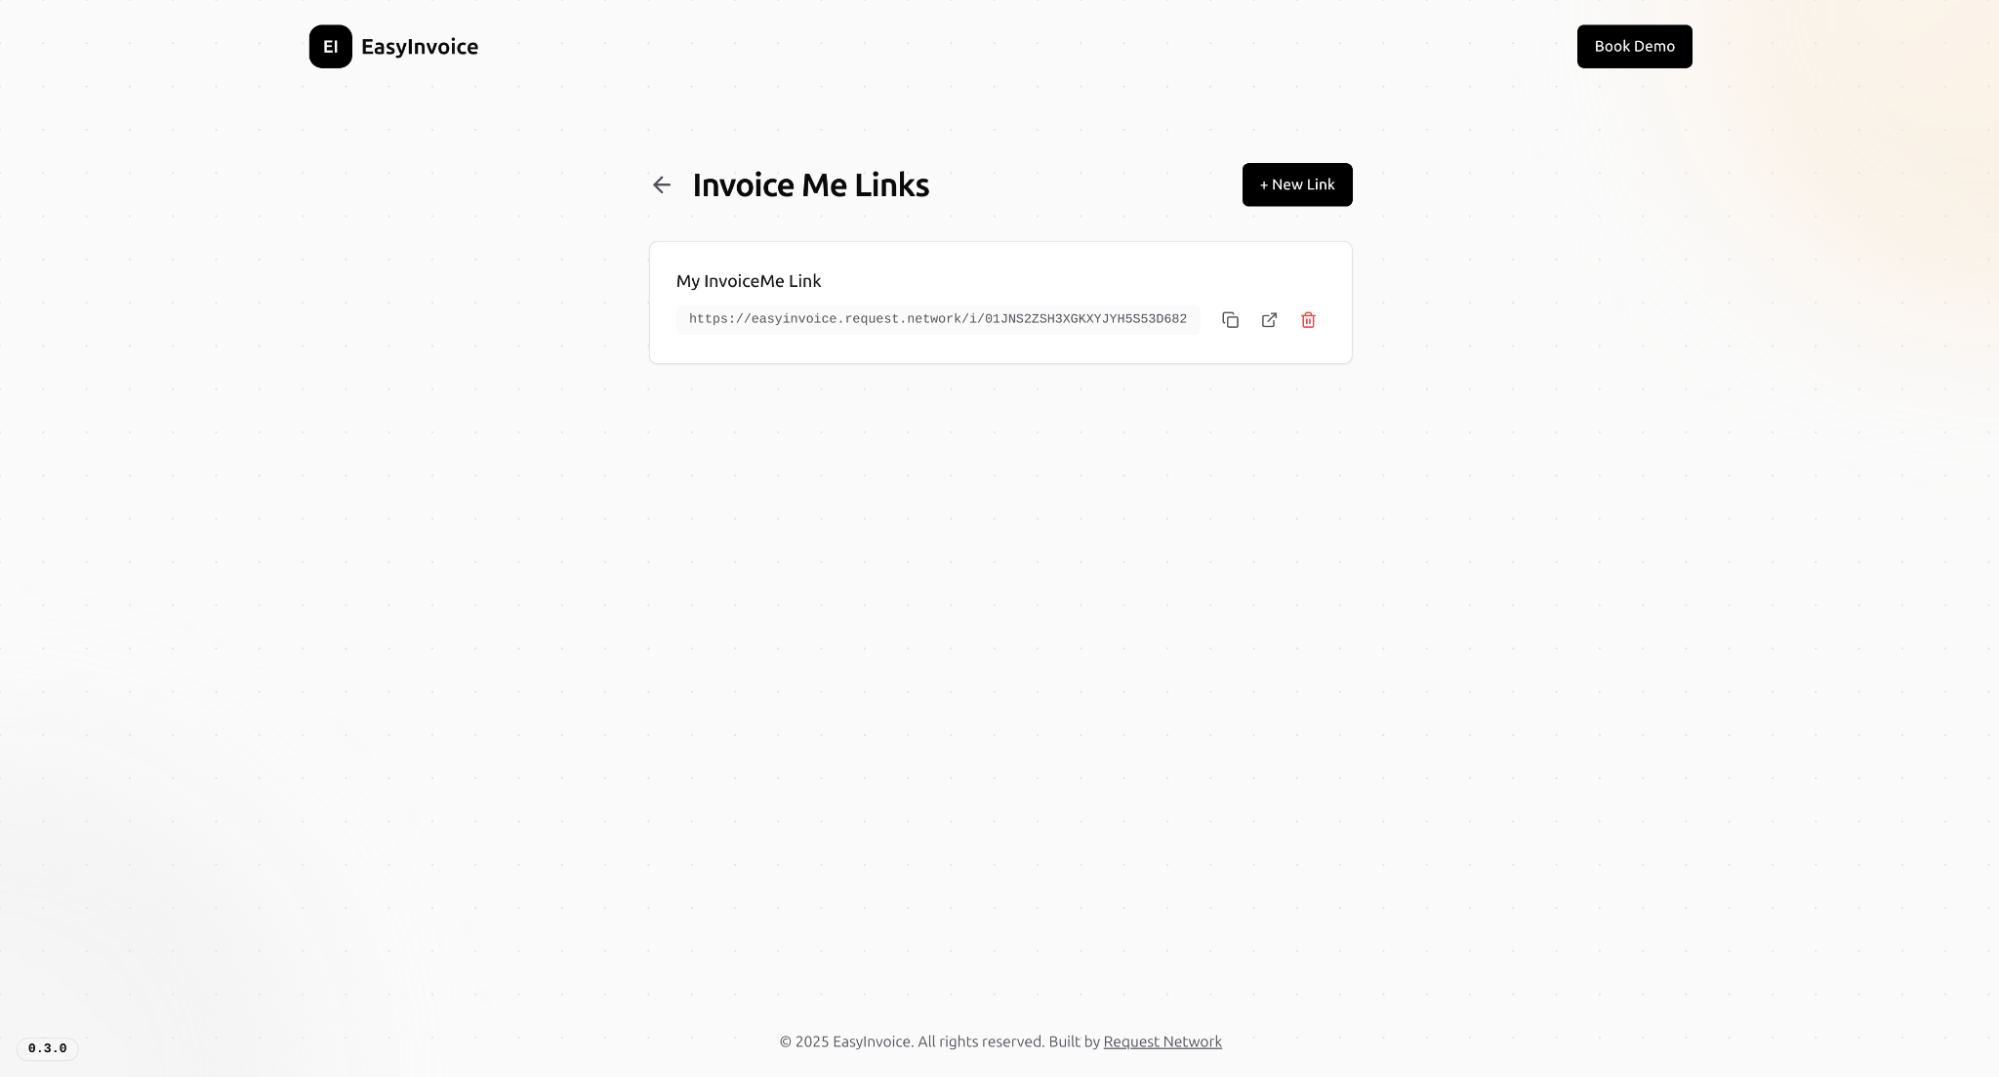 EI EasyInvoice
Book Demo
Invoice Me Links
+ New Link
My InvoiceMe Link
https://easyinvoice.request.network/i/01JNS2ZSH3XGKXYJYH5S53D682
© 2025 EasyInvoice. All rights reserved. Built by Request Network
0.3.0